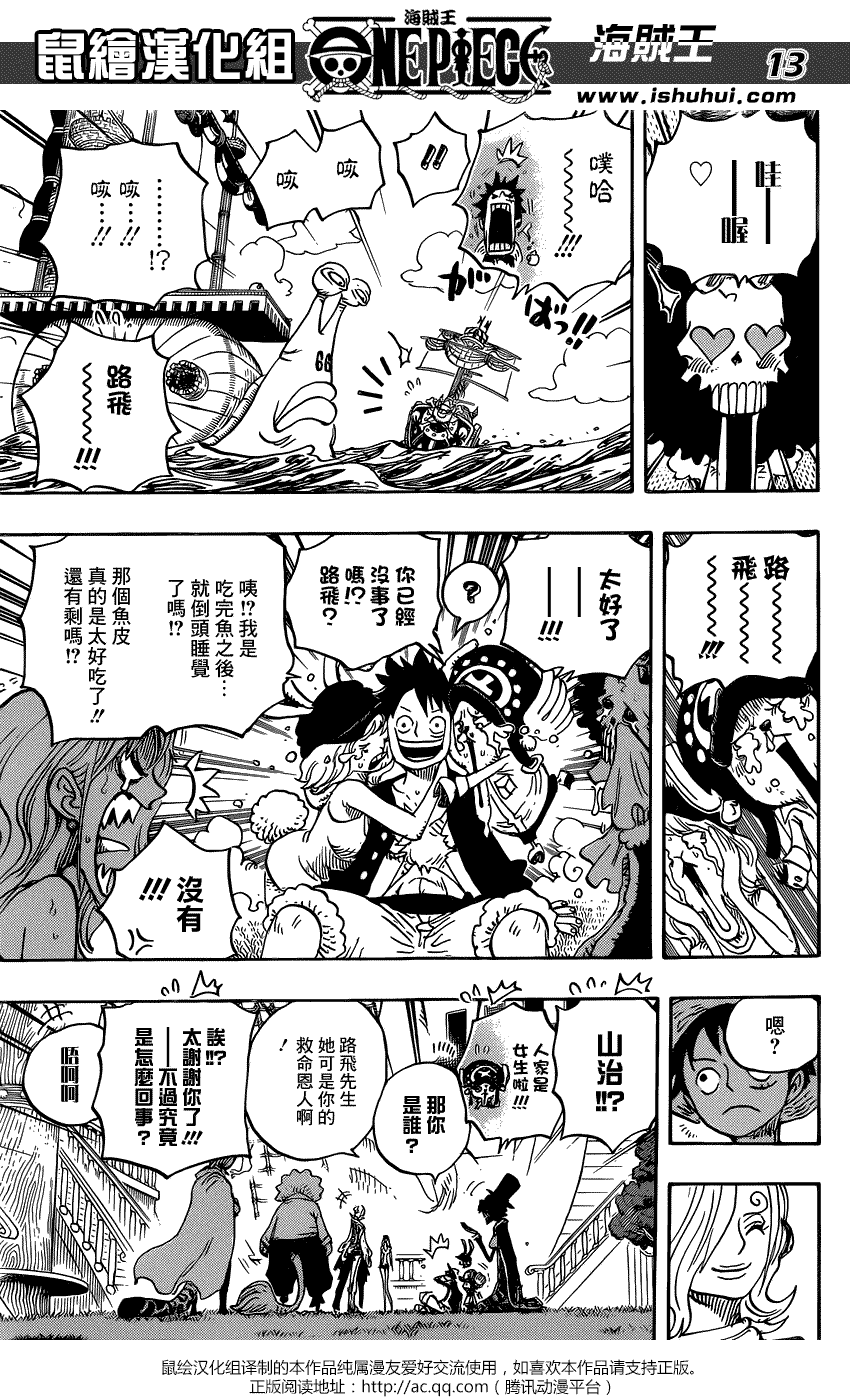 鼠繪漢化組
海賊王
ONE PIECE
海賊王
13
www.ishuhui.com
哇——喔
♡
噗哈
~~~!!!
!!
咳
咳
……!?
咳…!!
咳…!!
がばっ!!
66
路飛
~~~!!!
路~~~
飛~~~!!!
太好了
——!!!
?
你已經
沒事了
嗎!?
路飛?
咦!?我是
吃完魚之後…
就倒頭睡覺
了嗎!?
那個魚皮
真的是太好吃了!!
還有剩嗎!?
沒有
!!!
嗯?
山治!!?
人家是
女生啦!!!
那你
是誰?
路飛先生
她可是你的
救命恩人啊
!
誒!!?
太謝謝你了!!!
——不過究竟
是怎麼回事?
唔呵呵
鼠绘汉化组译制的本作品纯属漫友爱好交流使用，如喜欢本作品请支持正版。
正版阅读地址：http://ac.qq.com（腾讯动漫平台）